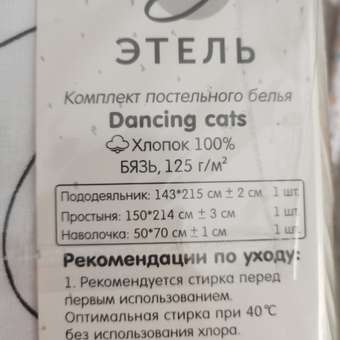 ЭТЕЛЬ
Комплект постельного белья
Dancing cats
Хлопок 100%
БЯЗЬ, 125 г/м²
Пододеяльник: 143*215 см ± 2 см 1 шт.
Простыня: 150*214 см ± 3 см 1 шт.
Наволочка: 50*70 см ± 1 см 1 шт.
Рекомендации по уходу:
1. Рекомендуется стирка перед
первым использованием.
Оптимальная стирка при 40°С
без использования хлора.